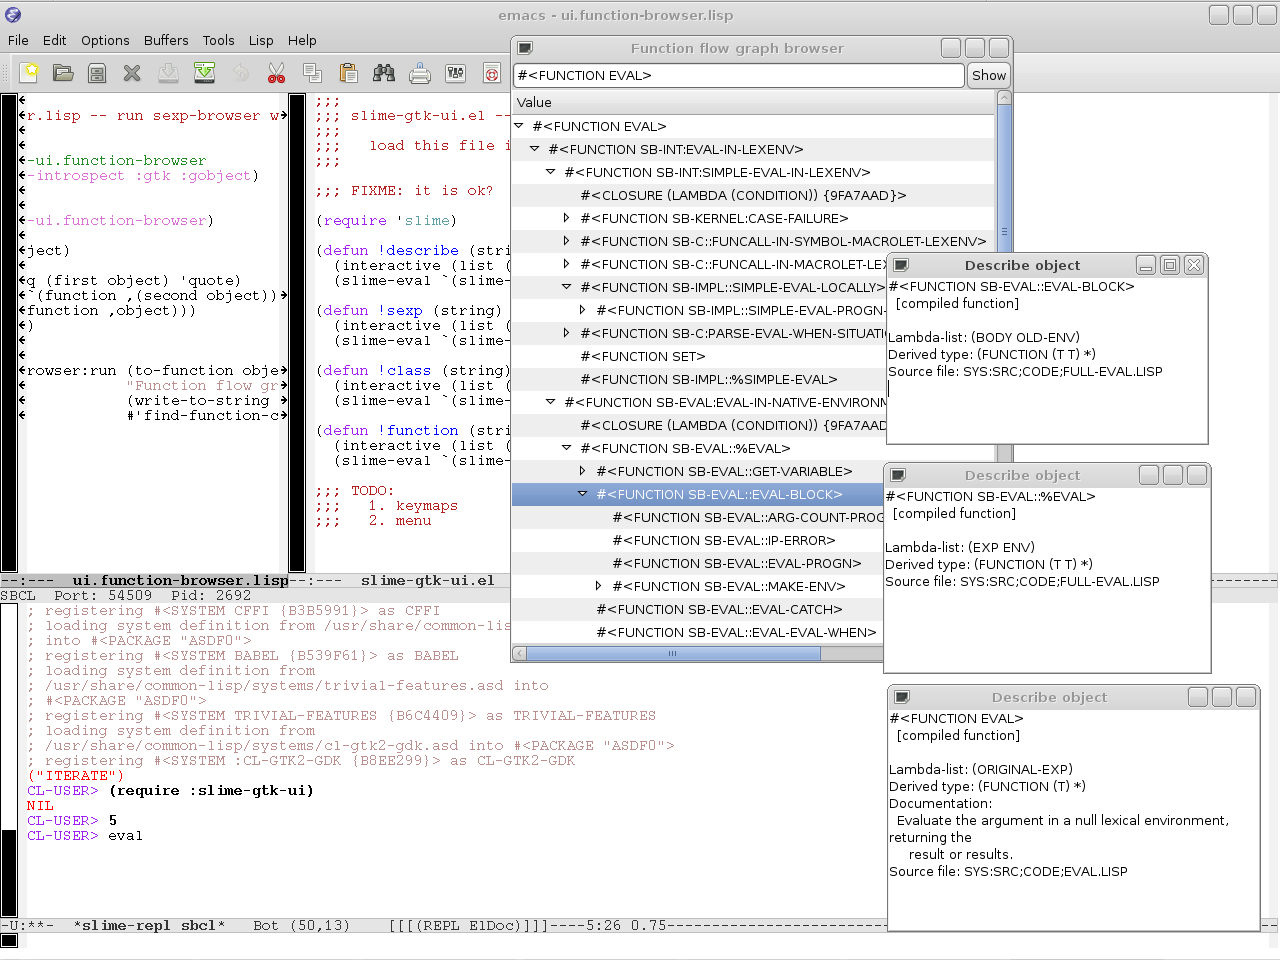 emacs - ui.function-browser.lisp
File Edit Options Buffers Tools Lisp Help
r.lisp -- run sexp-browser w
-ui.function-browser
-introspect :gtk :gobject)
-ui.function-browser)
ject)
q (first object) 'quote)
`(function ,(second object))
function ,object)))
)
rowser:run (to-function obje
"Function flow gr
(write-to-string
#'find-function-c
--:--- ui.function-browser.lisp
;;;
;;; slime-gtk-ui.el --
;;;
;;; load this file i
;;;
;;; FIXME: it is ok?
(require 'slime)
(defun !describe (stri
(interactive (list (
(slime-eval `(slime-
(defun !sexp (string)
(interactive (list (
(slime-eval `(slime-
(defun !class (string)
(interactive (list (
(slime-eval `(slime-
(defun !function (stri
(interactive (list (
(slime-eval `(slime-
;;; TODO:
;;; 1. keymaps
;;; 2. menu
--:--- slime-gtk-ui.el
SBCL Port: 54509 Pid: 2692
; registering #<SYSTEM CFFI {B3B5991}> as CFFI
; loading system definition from /usr/share/common-lis
; into #<PACKAGE "ASDF0">
; registering #<SYSTEM BABEL {B539F61}> as BABEL
; loading system definition from
; /usr/share/common-lisp/systems/trivial-features.asd into
; #<PACKAGE "ASDF0">
; registering #<SYSTEM TRIVIAL-FEATURES {B6C4409}> as TRIVIAL-FEATURES
; loading system definition from
; /usr/share/common-lisp/systems/cl-gtk2-gdk.asd into #<PACKAGE "ASDF0">
; registering #<SYSTEM :CL-GTK2-GDK {B8EE299}> as CL-GTK2-GDK
("ITERATE")
CL-USER> (require :slime-gtk-ui)
NIL
CL-USER> 5
CL-USER> eval
-U:**- *slime-repl sbcl* Bot (50,13) [[[(REPL ElDoc)]]]----5:26 0.75
Function flow graph browser
#<FUNCTION EVAL> Show
Value
#<FUNCTION EVAL>
#<FUNCTION SB-INT:EVAL-IN-LEXENV>
#<FUNCTION SB-INT:SIMPLE-EVAL-IN-LEXENV>
#<CLOSURE (LAMBDA (CONDITION)) {9FA7AAD}>
#<FUNCTION SB-KERNEL:CASE-FAILURE>
#<FUNCTION SB-C::FUNCALL-IN-SYMBOL-MACROLET-LEXENV>
#<FUNCTION SB-C::FUNCALL-IN-MACROLET-LEX
#<FUNCTION SB-IMPL::SIMPLE-EVAL-LOCALLY>
#<FUNCTION SB-IMPL::SIMPLE-EVAL-PROGN-
#<FUNCTION SB-C:PARSE-EVAL-WHEN-SITUATI
#<FUNCTION SET>
#<FUNCTION SB-IMPL::%SIMPLE-EVAL>
#<FUNCTION SB-EVAL:EVAL-IN-NATIVE-ENVIRONM
#<CLOSURE (LAMBDA (CONDITION)) {9FA7AAD
#<FUNCTION SB-EVAL::%EVAL>
#<FUNCTION SB-EVAL::GET-VARIABLE>
#<FUNCTION SB-EVAL::EVAL-BLOCK>
#<FUNCTION SB-EVAL::ARG-COUNT-PROG
#<FUNCTION SB-EVAL::IP-ERROR>
#<FUNCTION SB-EVAL::EVAL-PROGN>
#<FUNCTION SB-EVAL::MAKE-ENV>
#<FUNCTION SB-EVAL::EVAL-CATCH>
#<FUNCTION SB-EVAL::EVAL-EVAL-WHEN>
Describe object
#<FUNCTION SB-EVAL::EVAL-BLOCK>
[compiled function]
Lambda-list: (BODY OLD-ENV)
Derived type: (FUNCTION (T T) *)
Source file: SYS:SRC;CODE;FULL-EVAL.LISP
Describe object
#<FUNCTION SB-EVAL::%EVAL>
[compiled function]
Lambda-list: (EXP ENV)
Derived type: (FUNCTION (T T) *)
Source file: SYS:SRC;CODE;FULL-EVAL.LISP
Describe object
#<FUNCTION EVAL>
[compiled function]
Lambda-list: (ORIGINAL-EXP)
Derived type: (FUNCTION (T) *)
Documentation:
Evaluate the argument in a null lexical environment,
returning the
result or results.
Source file: SYS:SRC;CODE;EVAL.LISP